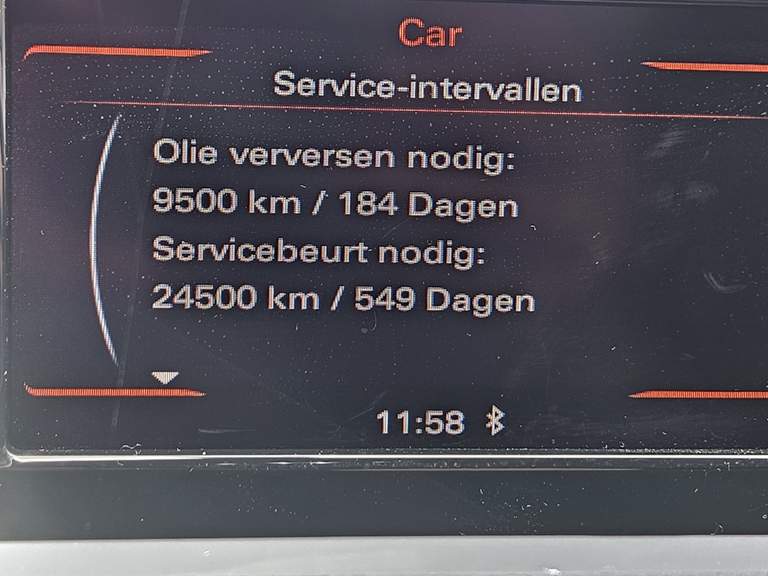 Car
Service-intervallen
Olie verversen nodig:
9500 km / 184 Dagen
Servicebeurt nodig:
24500 km / 549 Dagen
11:58